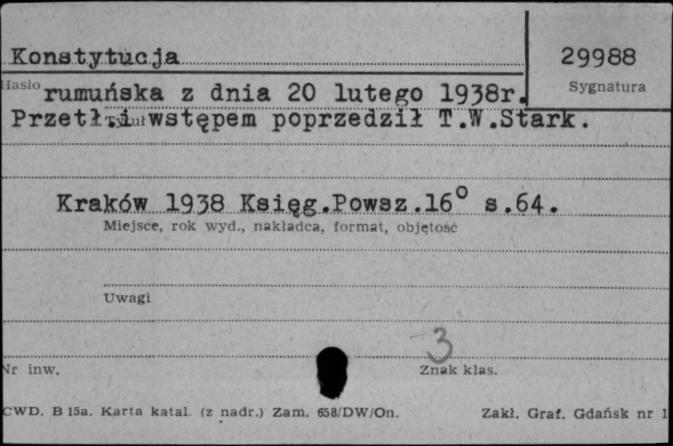 Konstytucja
29988
Hasło
Sygnatura
rumuńska z dnia 20 lutego 1938r.
Przetł.i wstępem poprzedził T.W.Stark.
Tytuł
Kraków 1938 Księg.Powsz.16° s.64.
Miejsce, rok wyd., nakładca, format, objętość
Uwagi
3
Nr inw.
Znak klas.
CWD. B 15a. Karta katal. (z nadr.) Zam. 658/DW/On.
Zakł. Graf. Gdańsk nr 1